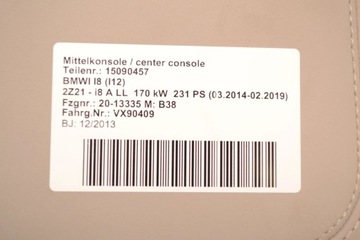 Mittelkonsole / center console
Teilenr.: 15090457
BMWI I8 (I12)
2Z21 - i8 A LL 170 kW 231 PS (03.2014-02.2019)
Fzgnr.: 20-13335 M: B38
Fahrg.Nr.: VX90409
BJ: 12/2013